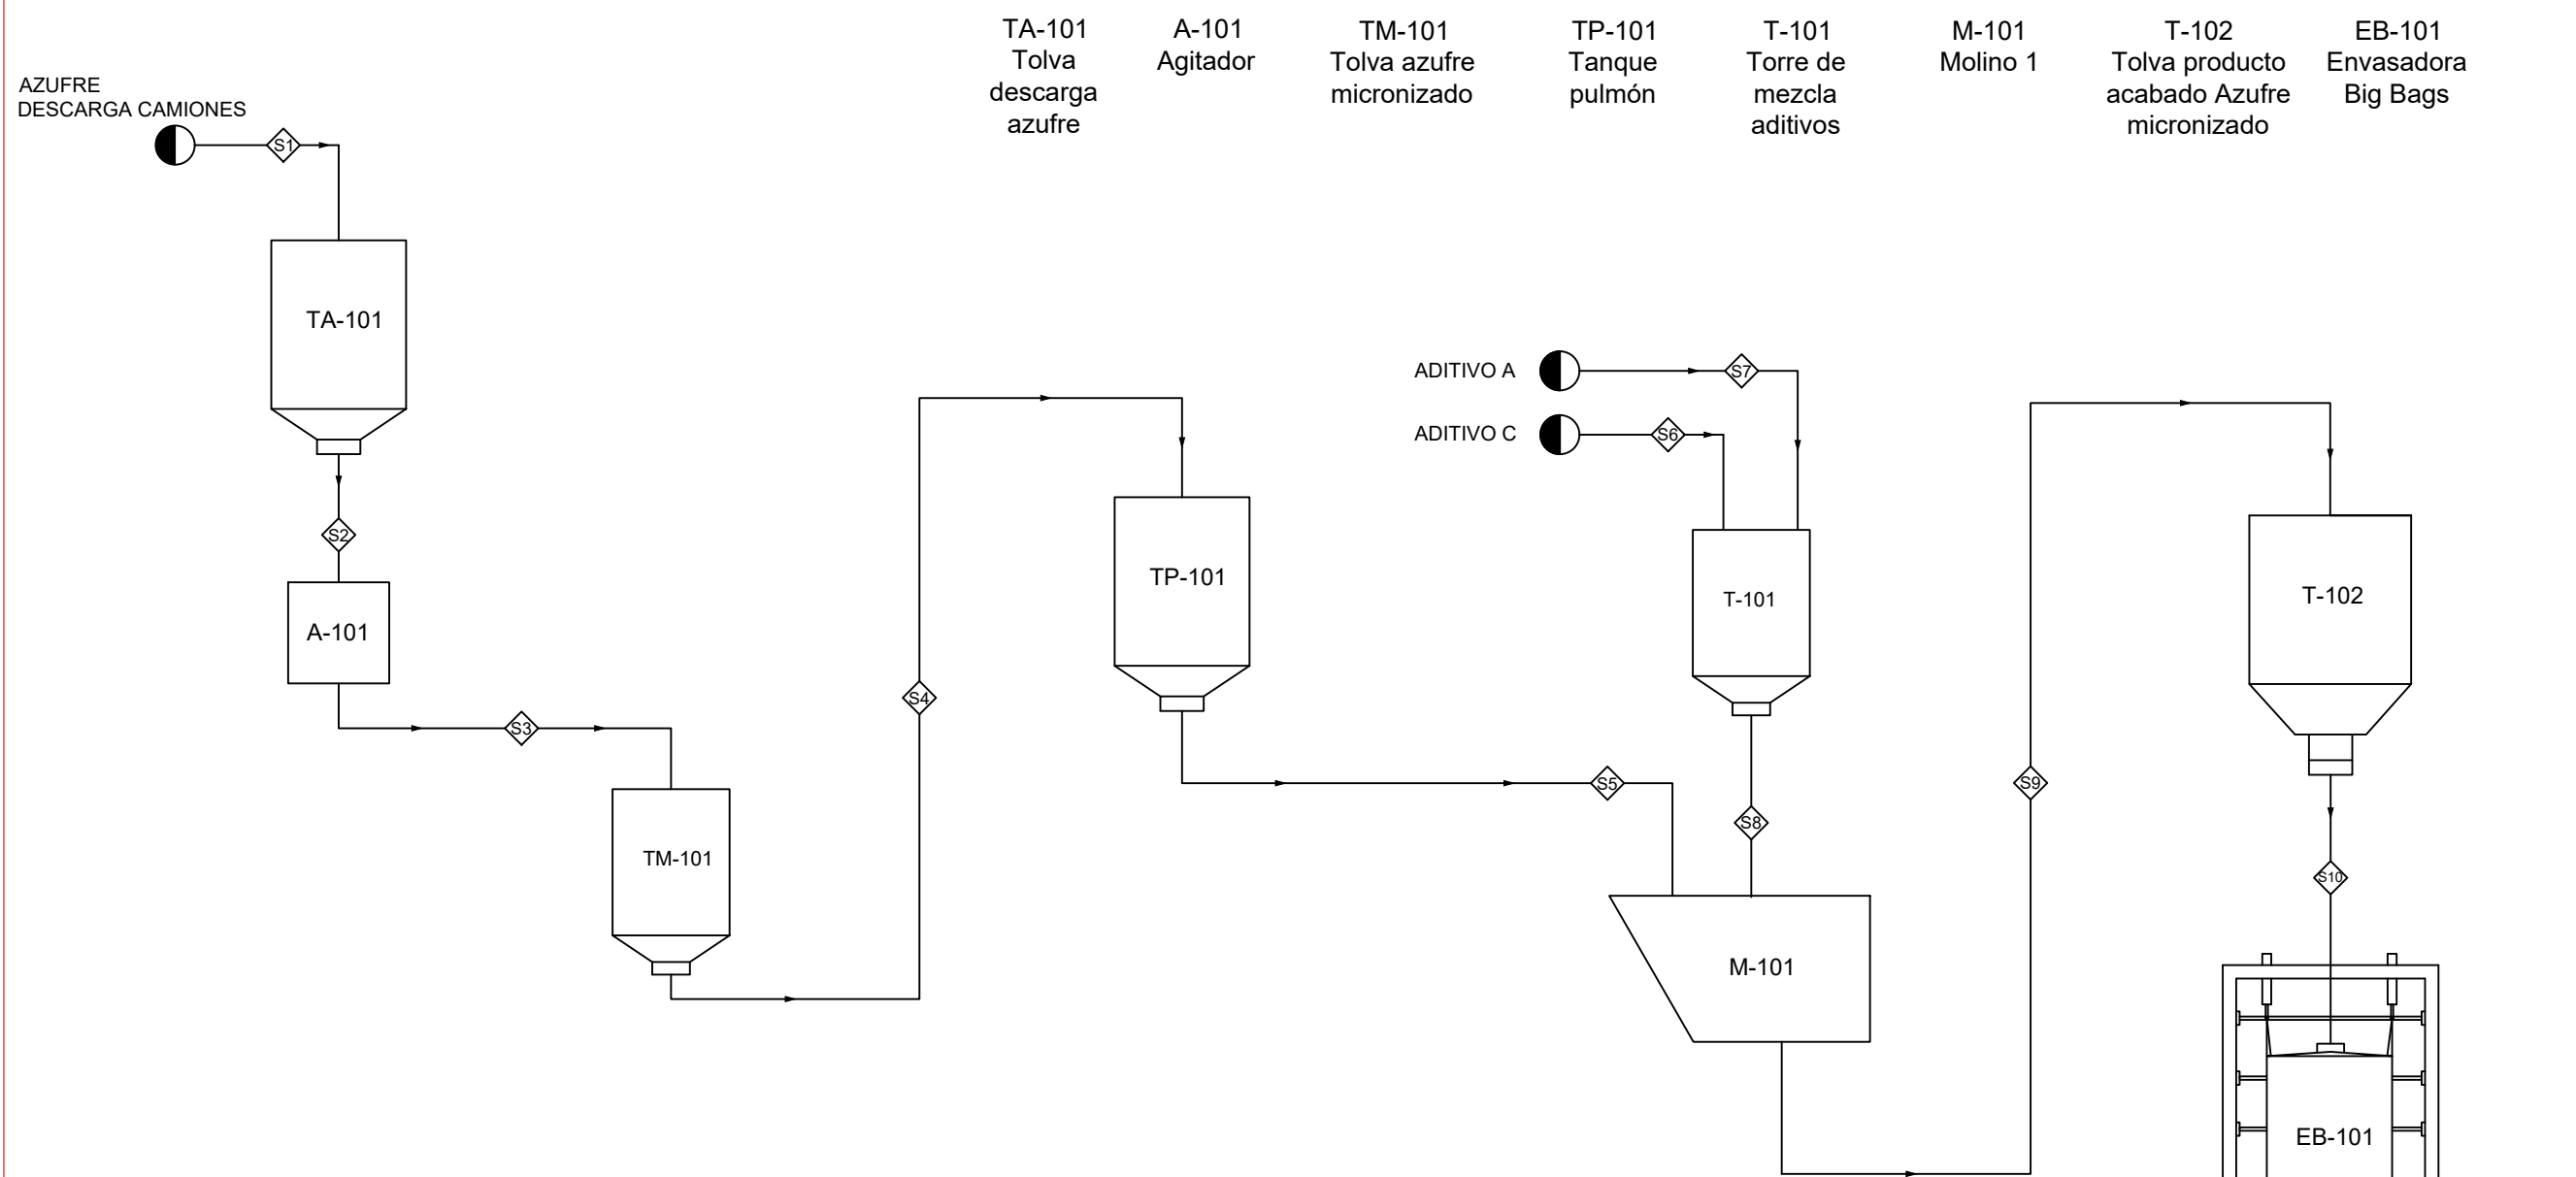 TA-101
Tolva
descarga
azufre
A-101
Agitador
TM-101
Tolva azufre
micronizado
TP-101
Tanque
pulmón
T-101
Torre de
mezcla
aditivos
M-101
Molino 1
T-102
Tolva producto
acabado Azufre
micronizado
EB-101
Envasadora
Big Bags
AZUFRE
DESCARGA CAMIONES
S1
TA-101
S2
A-101
S3
TM-101
S4
TP-101
S5
ADITIVO A
S7
ADITIVO C
S6
T-101
S8
M-101
S9
T-102
S10
EB-101